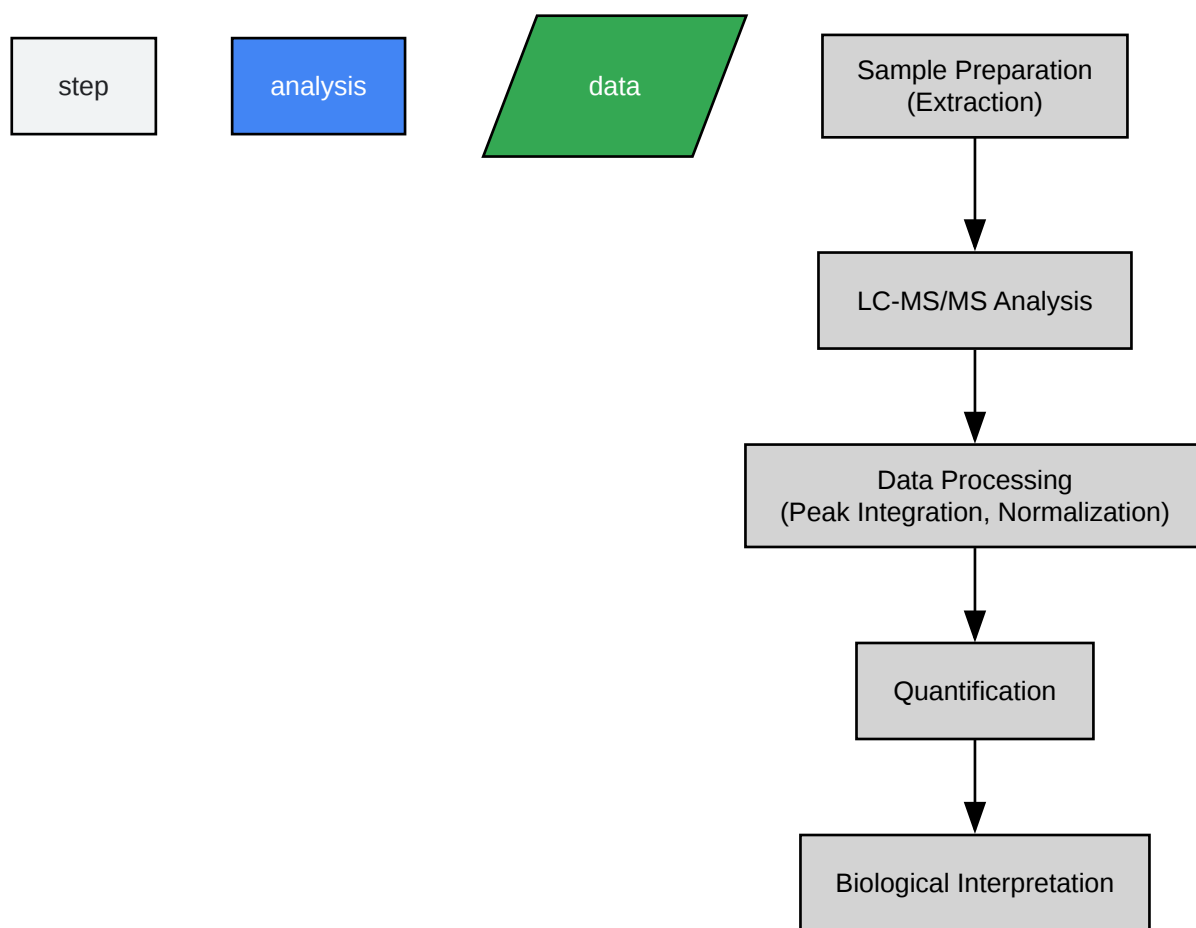 step
analysis
data
Sample Preparation
(Extraction)
LC-MS/MS Analysis
Data Processing
(Peak Integration, Normalization)
Quantification
Biological Interpretation